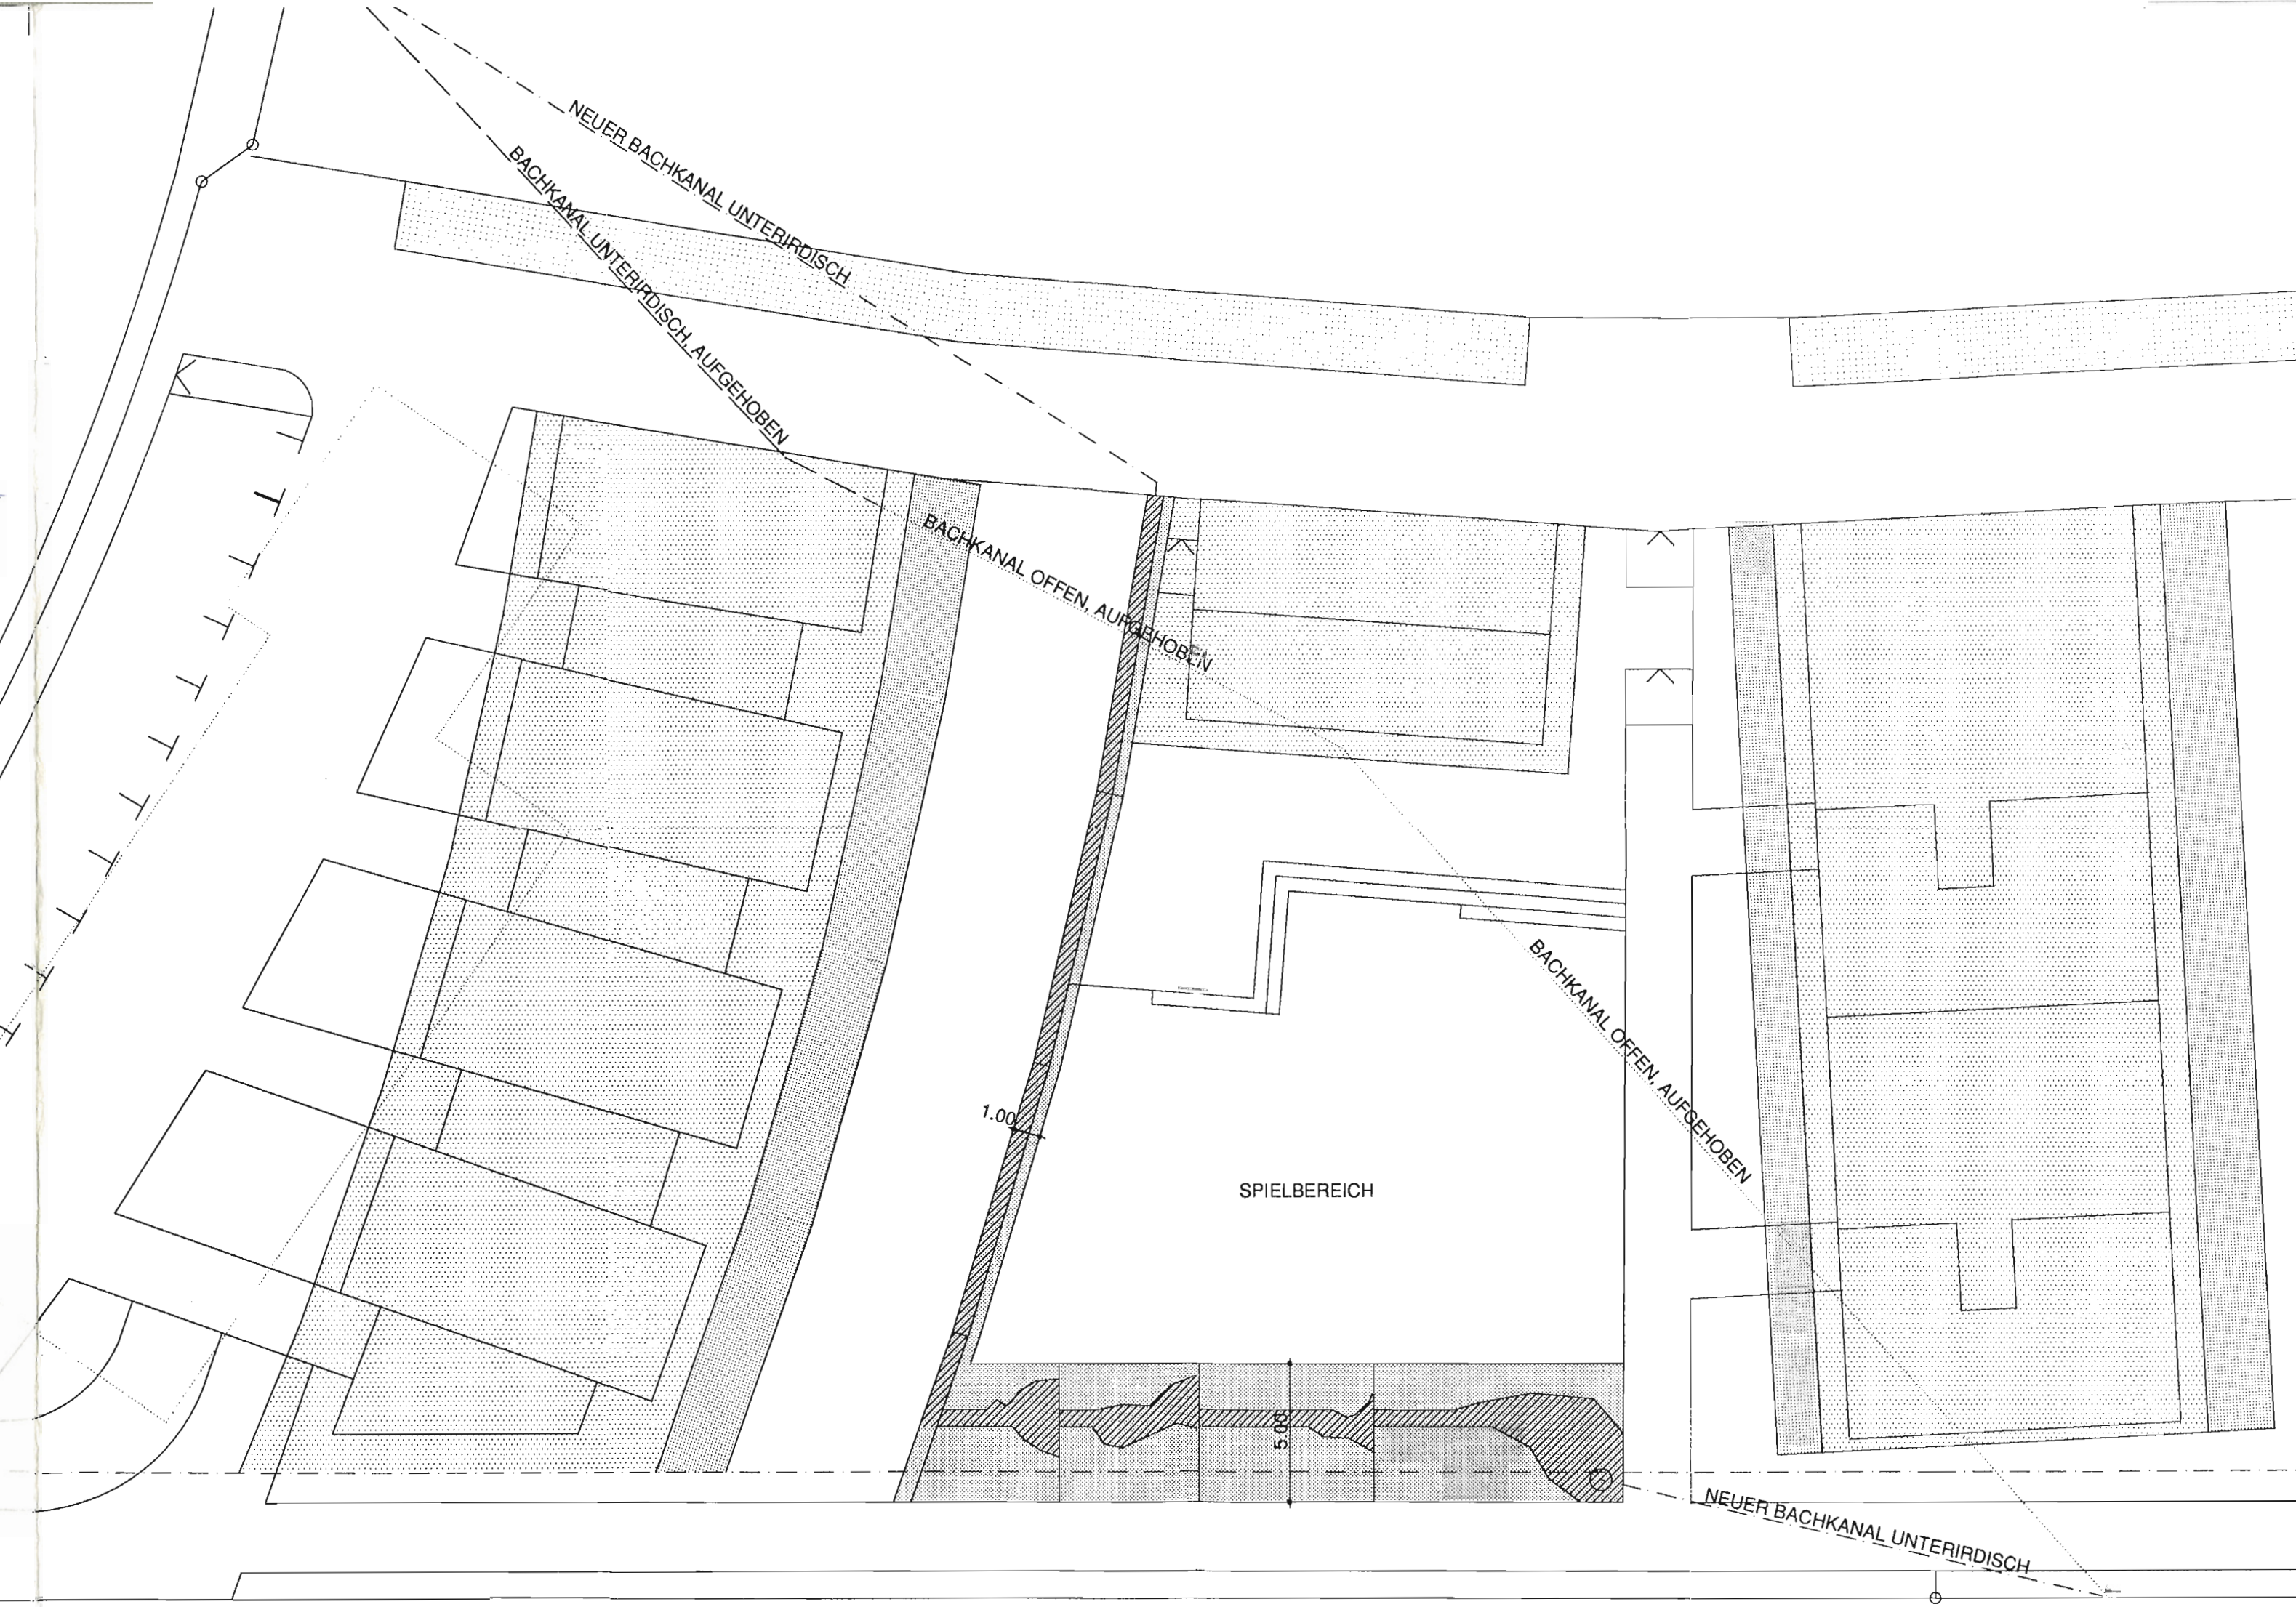 NEUER BACHKANAL UNTERIRDISCH
BACHKANAL UNTERIRDISCH, AUFGEHOBEN
BACHKANAL OFFEN, AUFGEHOBEN
BACHKANAL OFFEN, AUFGEHOBEN
1.00
SPIELBEREICH
5.00
NEUER BACHKANAL UNTERIRDISCH